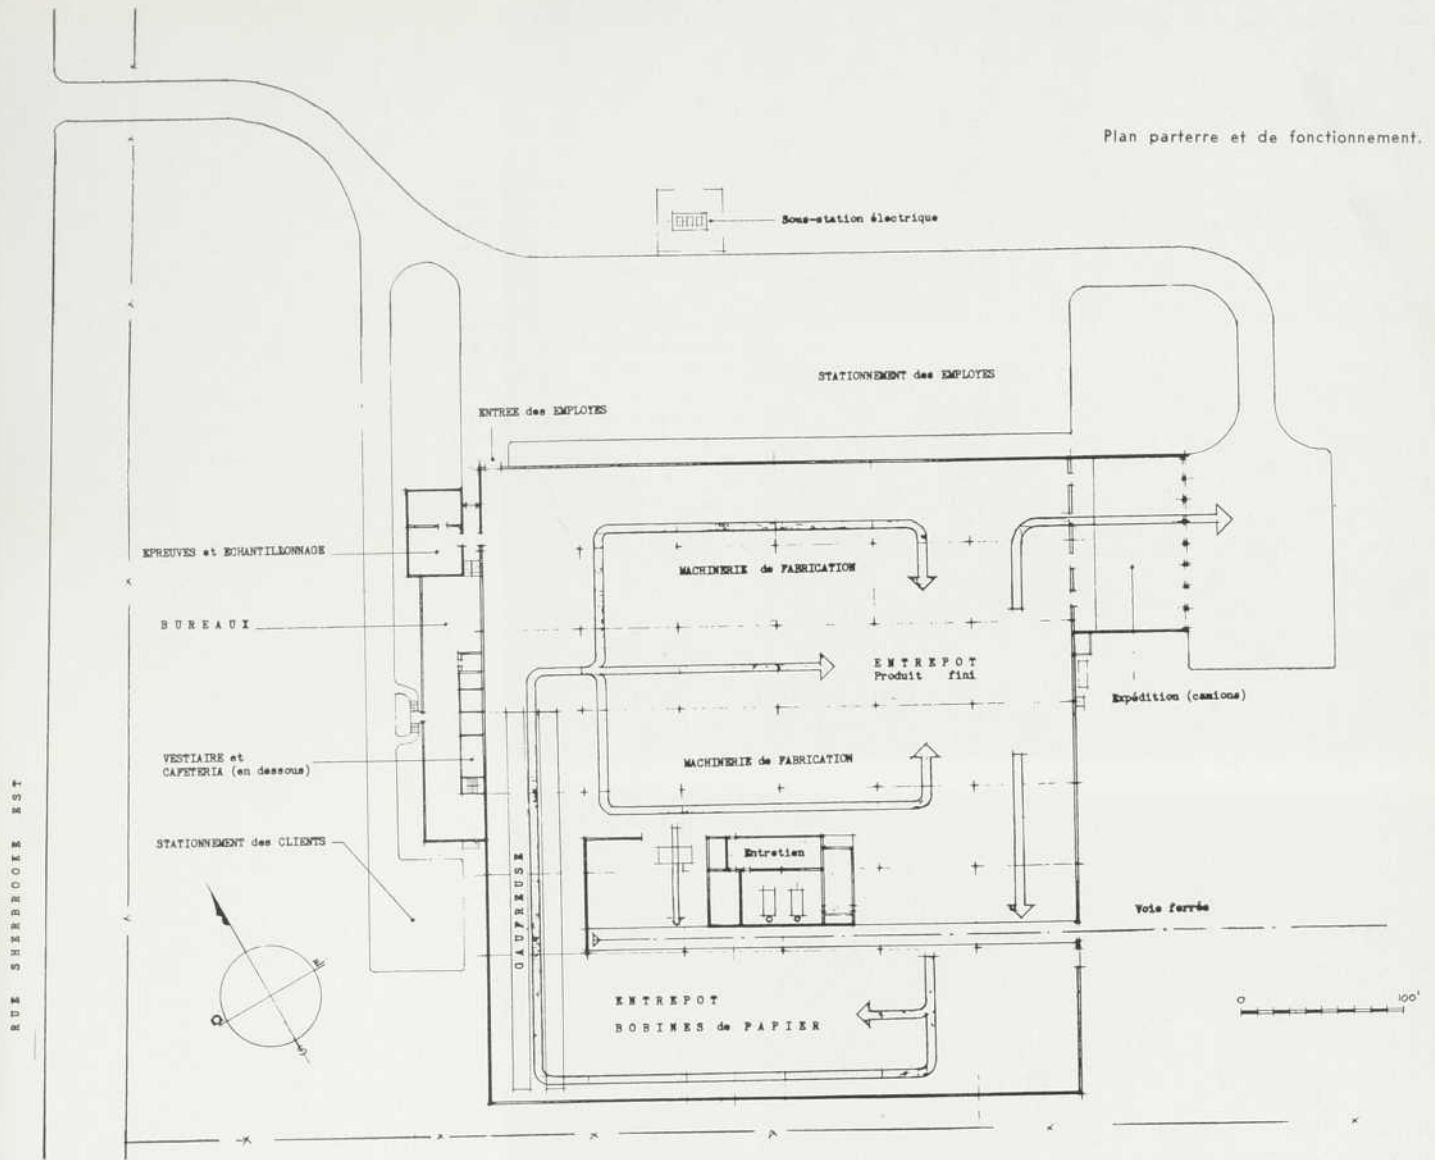 Plan parterre et de fonctionnement.
Sous-station électrique
STATIONNEMENT des EMPLOYES
ENTREE des EMPLOYES
EPREUVES et ECHANTILLONNAGE
MACHINERIE de FABRICATION
BUREAUX
ENTREPOT
Produit fini
Expédition (camions)
VESTIAIRE et
CAFETERIA (en dessous)
MACHINERIE de FABRICATION
STATIONNEMENT des CLIENTS
Entretien
GAUFREUSE
Voie ferrée
RUE SHERBROOKE EST
ENTREPOT
BOBINES de PAPIER
E
O
S
0 100'